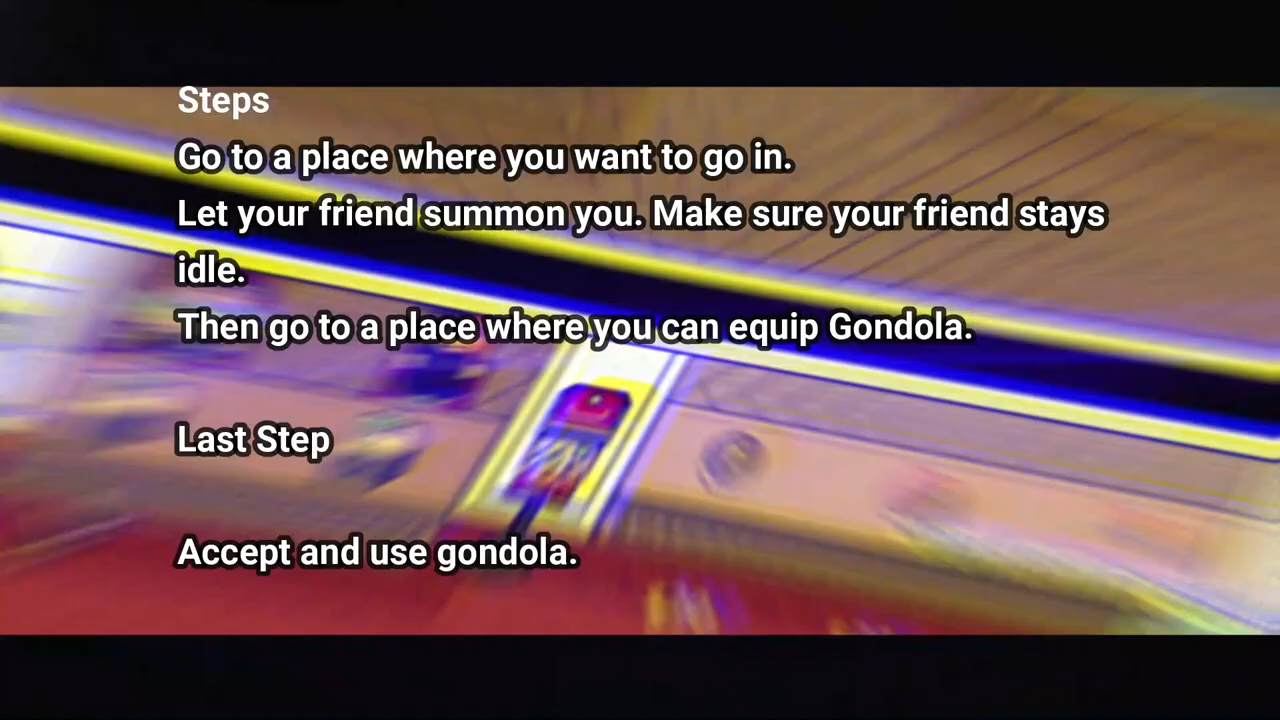 Steps
Go to a place where you want to go in.
Let your friend summon you. Make sure your friend stays
idle.
Then go to a place where you can equip Gondola.
Last Step
Accept and use gondola.